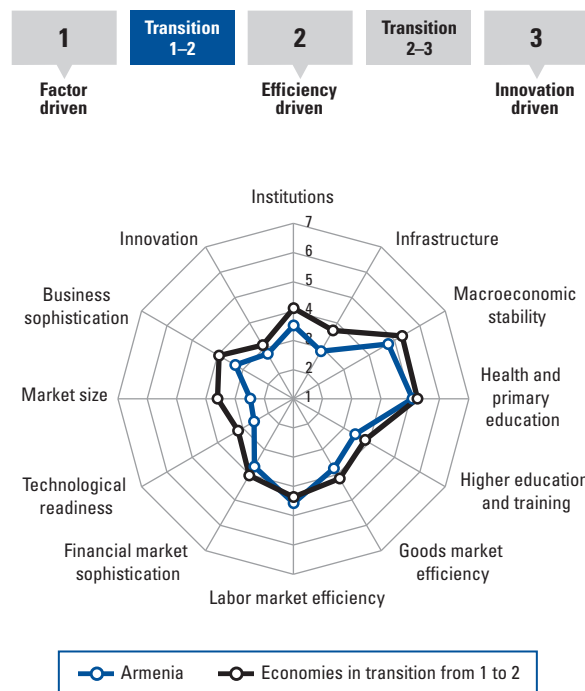 1
Transition
1–2
2
Transition
2–3
3
Factor
driven
Efficiency
driven
Innovation
driven
Institutions
7
6
5
4
3
2
1
Infrastructure
Macroeconomic
stability
Health and
primary
education
Higher education
and training
Goods market
efficiency
Labor market efficiency
Financial market
sophistication
Technological
readiness
Market size
Business
sophistication
Innovation
Armenia
Economies in transition from 1 to 2